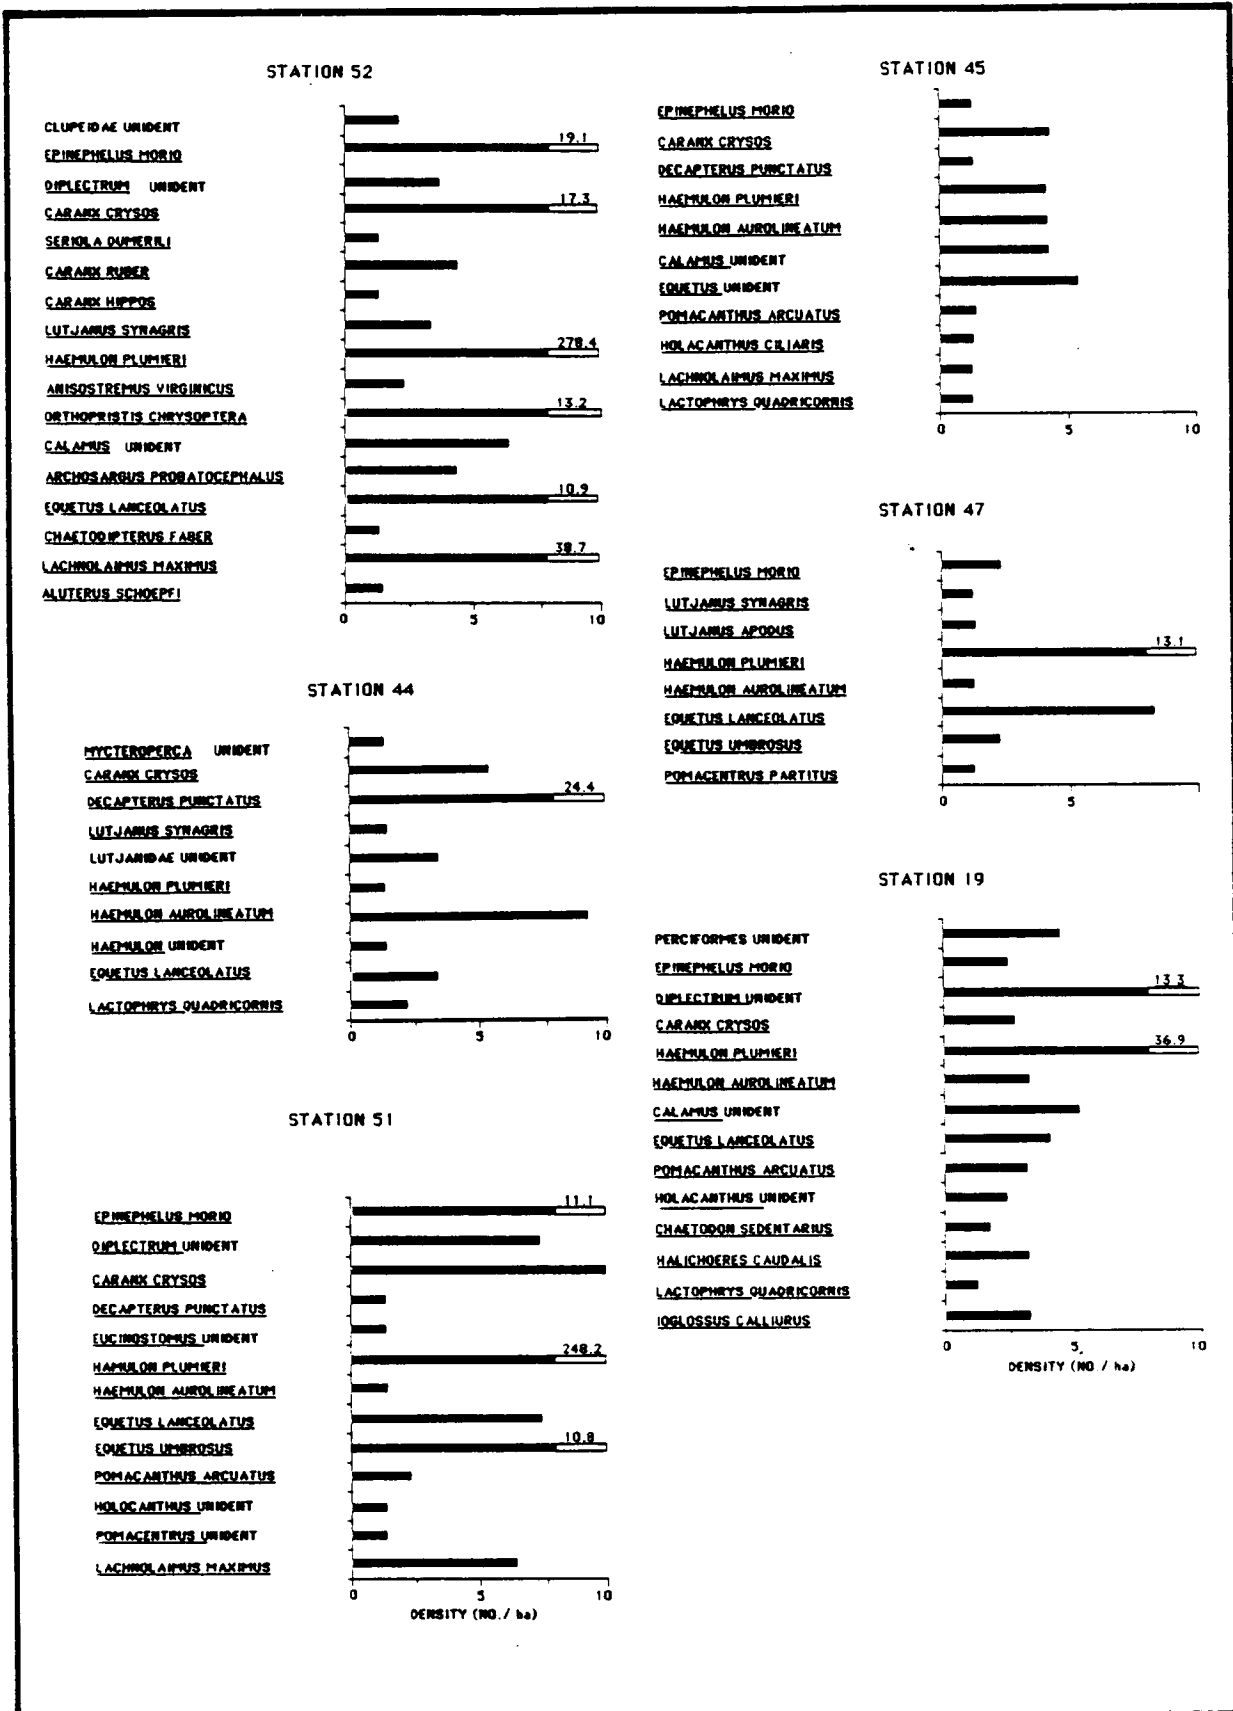 STATION 52
CLUPEIDAE UNIDENT
19.1
EPINEPHELUS MORIO
DIPLECTRUM UNIDENT
17.3
CARANX CRYSOS
SERIOLA DUMERILI
CARANX RUBER
CARANX HIPPOS
LUTJANUS SYNAGRIS
278.4
HAEMULON PLUMIERI
ANISOSTREMUS VIRGINICUS
13.2
ORTHOPRISTIS CHRYSOPTERA
CALAMUS UNIDENT
ARCHOSARGUS PROBATOCEPHALUS
10.9
EQUETUS LANCEOLATUS
CHAETODIPTERUS FABER
38.7
LACHNOLAIMUS MAXIMUS
ALUTERUS SCHOEPFI
0 5 10
STATION 44
MYCTEROPERCA UNIDENT
CARANX CRYSOS
24.4
DECAPTERUS PUNCTATUS
LUTJANUS SYNAGRIS
LUTJANIDAE UNIDENT
HAEMULON PLUMIERI
HAEMULON AUROLINEATUM
HAEMULON UNIDENT
EQUETUS LANCEOLATUS
LACTOPHRYS QUADRICORNIS
0 5 10
STATION 51
11.1
EPINEPHELUS MORIO
DIPLECTRUM UNIDENT
CARANX CRYSOS
DECAPTERUS PUNCTATUS
EUCINOSTOMUS UNIDENT
248.2
HAMULON PLUMIERI
HAEMULON AUROLINEATUM
EQUETUS LANCEOLATUS
10.8
EQUETUS UMBROSUS
POMACANTHUS ARCUATUS
HOLOCANTHUS UNIDENT
POMACENTRUS UNIDENT
LACHNOLAIMUS MAXIMUS
0 5 10
DENSITY (NO./ ha)
STATION 45
EPINEPHELUS MORIO
CARANX CRYSOS
DECAPTERUS PUNCTATUS
HAEMULON PLUMIERI
HAEMULON AUROLINEATUM
CALAMUS UNIDENT
EQUETUS UNIDENT
POMACANTHUS ARCUATUS
HOLACANTHUS CILIARIS
LACHNOLAIMUS MAXIMUS
LACTOPHRYS QUADRICORNIS
0 5 10
STATION 47
EPINEPHELUS MORIO
LUTJANUS SYNAGRIS
LUTJANUS APODUS
13.1
HAEMULON PLUMIERI
HAEMULON AUROLINEATUM
EQUETUS LANCEOLATUS
EQUETUS UMBROSUS
POMACENTRUS PARTITUS
0 5
STATION 19
PERCIFORMES UNIDENT
EPINEPHELUS MORIO
13.3
DIPLECTRUM UNIDENT
CARANX CRYSOS
36.9
HAEMULON PLUMIERI
HAEMULON AUROLINEATUM
CALAMUS UNIDENT
EQUETUS LANCEOLATUS
POMACANTHUS ARCUATUS
HOLACANTHUS UNIDENT
CHAETODON SEDENTARIUS
HALICHOERES CAUDALIS
LACTOPHRYS QUADRICORNIS
IOGLOSSUS CALLIURUS
0 5 10
DENSITY (NO./ ha)